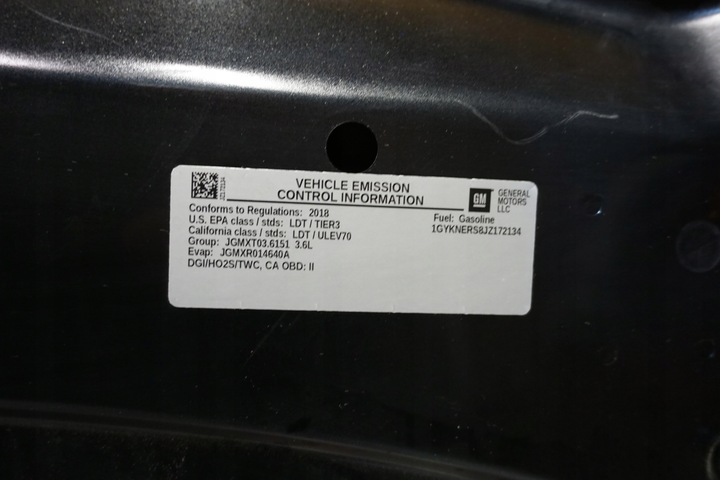 JZ172134
VEHICLE EMISSION
CONTROL INFORMATION
GM
GENERAL
MOTORS
LLC
Conforms to Regulations: 2018
U.S. EPA class / stds: LDT / TIER3
California class / stds: LDT / ULEV70
Group: JGMXT03.6151 3.6L
Evap: JGMXR014640A
DGI/HO2S/TWC, CA OBD: II
Fuel: Gasoline
1GYKNERS8JZ172134